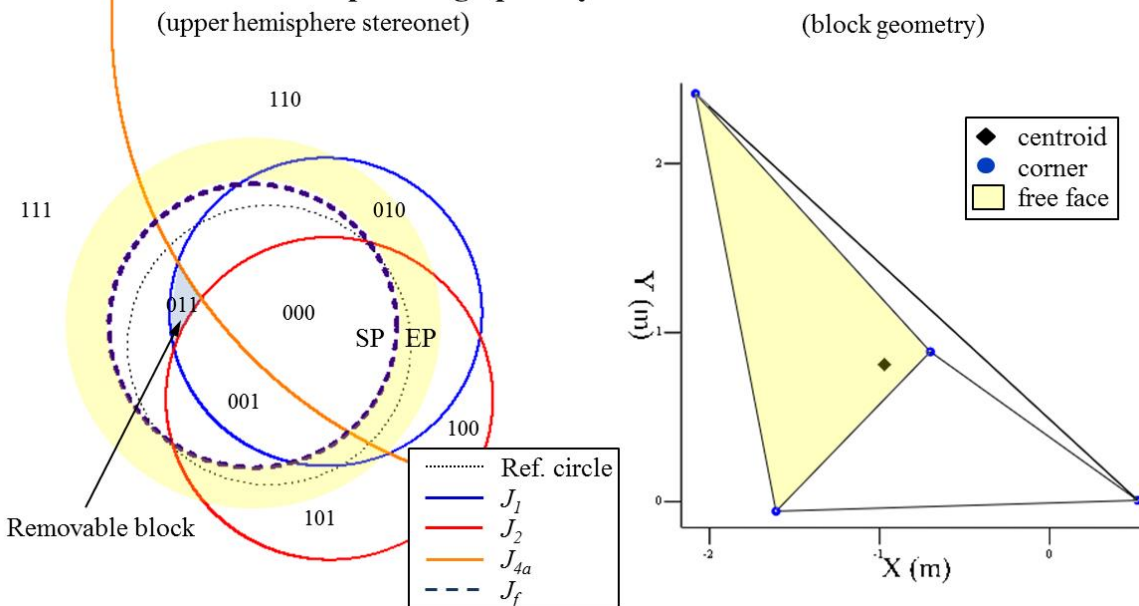 (upper hemisphere stereonet)
110
111
010
011
000
SP EP
001
100
101
Removable block
Ref. circle
J1
J2
J4a
Jf
(block geometry)
centroid
corner
free face
2
1
0
Y (m)
-2
-1
0
X (m)